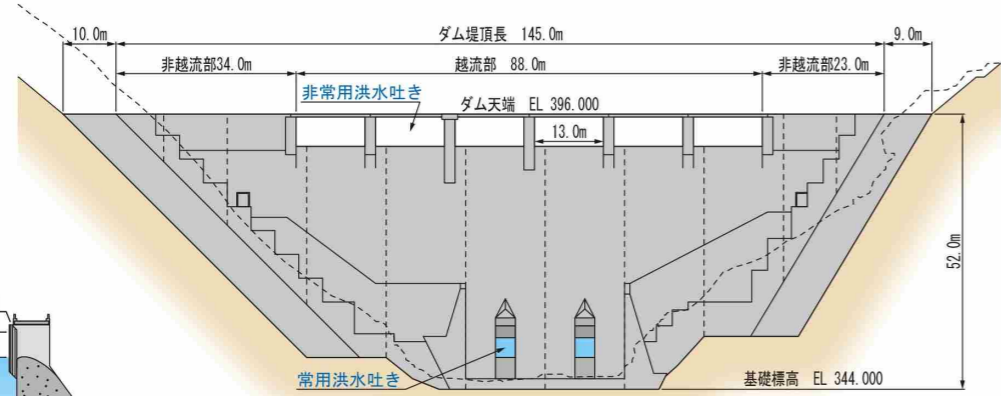 10.0m
ダム堤頂長 145.0m
9.0m
非越流部34.0m
越流部 88.0m
非越流部23.0m
非常用洪水吐き
ダム天端 EL 396.000
13.0m
52.0m
常用洪水吐き
基礎標高 EL 344.000